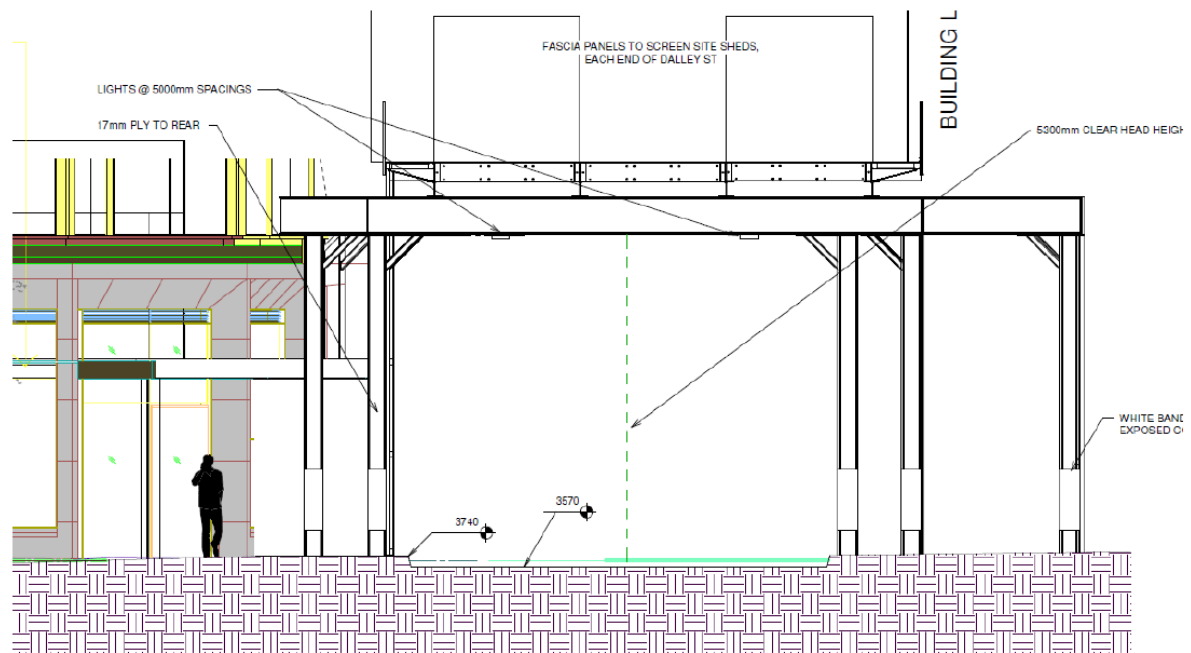 FASCIA PANELS TO SCREEN SITE SHEDS,
EACH END OF DALLEY ST
BUILDING L
LIGHTS @ 5000mm SPACINGS
17mm PLY TO REAR
5300mm CLEAR HEAD HEIGH
WHITE BAND
EXPOSED CO
3570
3740